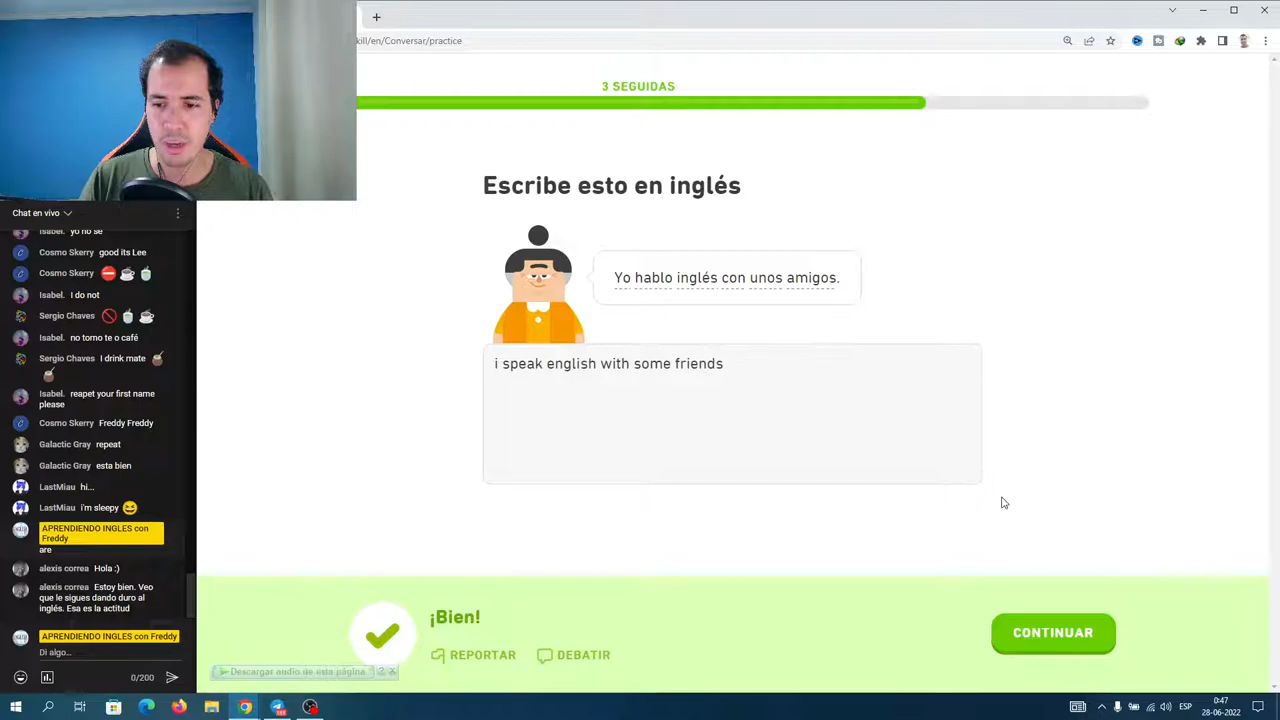 kill/en/Conversar/practice
3 SEGUIDAS
Escribe esto en inglés
Yo hablo inglés con unos amigos.
i speak english with some friends
¡Bien!
REPORTAR
DEBATIR
CONTINUAR
Descargar audio de esta página.
?
Chat en vivo
Isabel. yo no se
Cosmo Skerry good its Lee
Cosmo Skerry ⛔ ☕ 🍵
Isabel. I do not
Sergio Chaves 🚫 🍵 ☕
Isabel. no tomo te o café
Sergio Chaves I drink mate 🧉
🧉
Isabel. reapet your first name
please
Cosmo Skerry Freddy Freddy
Galactic Gray repeat
Galactic Gray esta bien
LastMiau hi...
LastMiau i'm sleepy 😆
APRENDIENDO INGLES con
Freddy
are
alexis correa Hola :)
alexis correa Estoy bien. Veo
que le sigues dando duro al
inglés. Esa es la actitud
APRENDIENDO INGLES con Freddy
Di algo...
0/200
ESP
0:47
28-06-2022